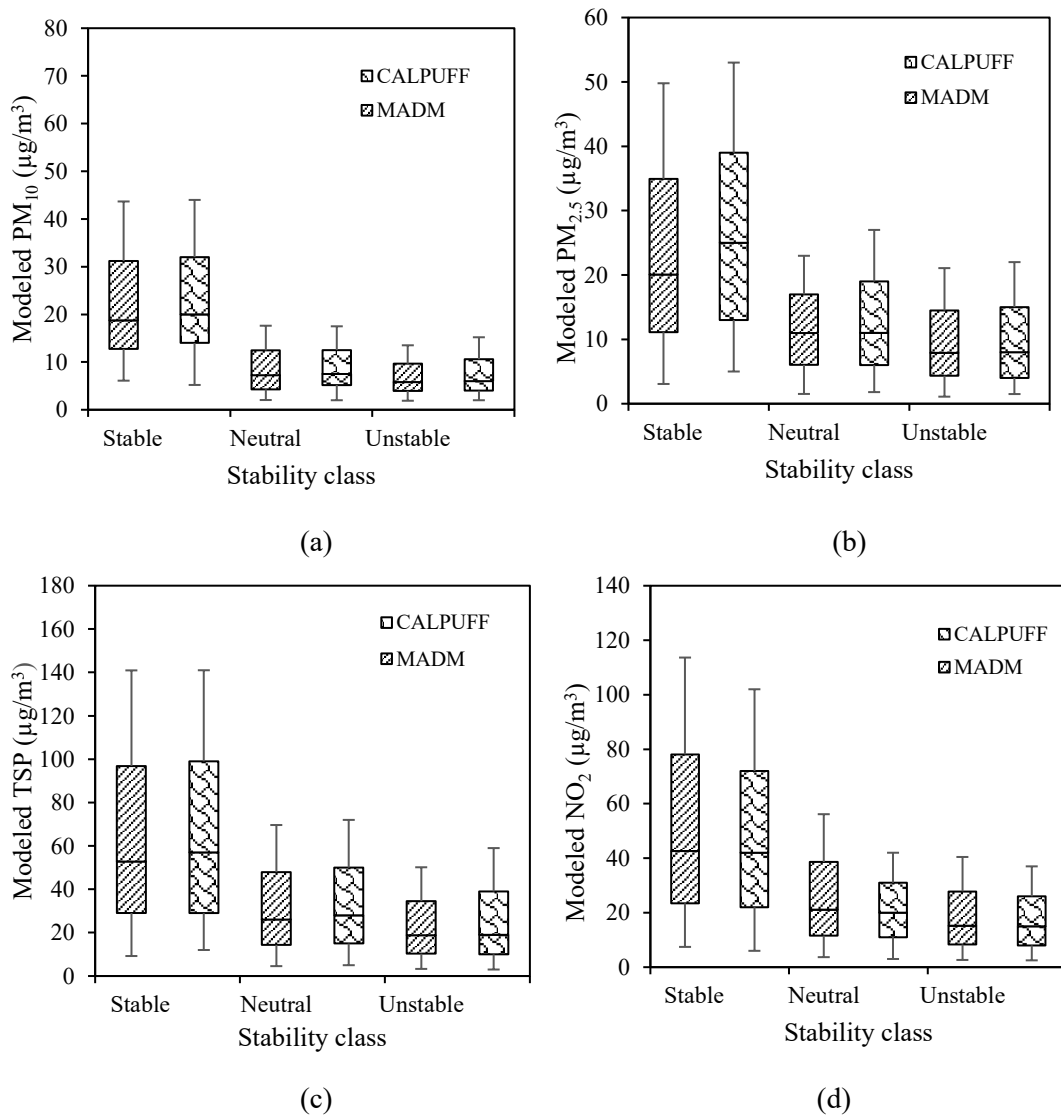 80
70
60
50
40
30
20
10
0
Modeled PM₁₀ (µg/m³)
CALPUFF
MADM
Stable Neutral Unstable
Stability class
(a)
60
50
40
30
20
10
0
Modeled PM₂.₅ (µg/m³)
CALPUFF
MADM
Stable Neutral Unstable
Stability class
(b)
180
160
140
120
100
80
60
40
20
0
Modeled TSP (µg/m³)
CALPUFF
MADM
Stable Neutral Unstable
Stability class
(c)
140
120
100
80
60
40
20
0
Modeled NO₂ (µg/m³)
CALPUFF
MADM
Stable Neutral Unstable
Stability class
(d)